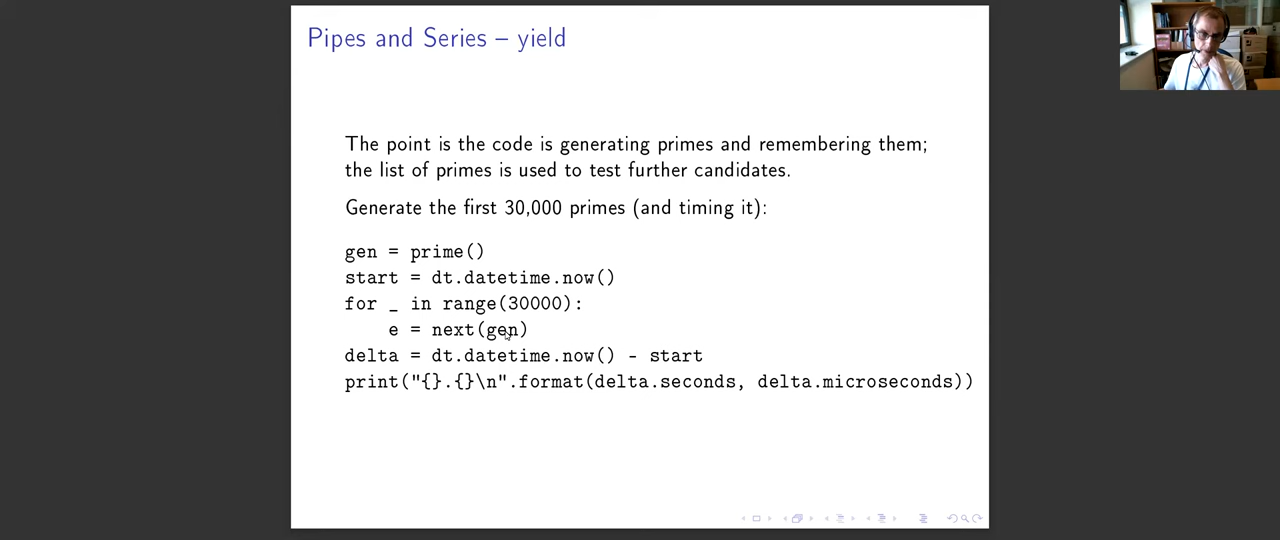 Pipes and Series – yield
The point is the code is generating primes and remembering them;
the list of primes is used to test further candidates.
Generate the first 30,000 primes (and timing it):
gen = prime()
start = dt.datetime.now()
for _ in range(30000):
    e = next(gen)
delta = dt.datetime.now() - start
print("{}.{}\n".format(delta.seconds, delta.microseconds))